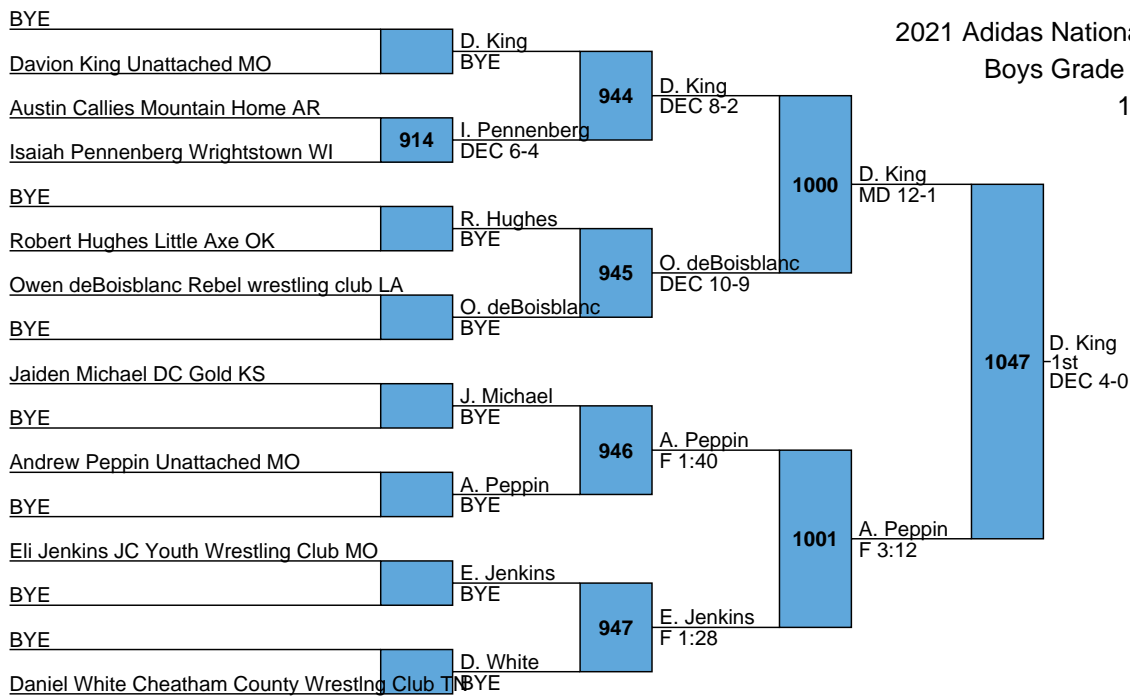 BYE
2021 Adidas Nationa
D. King
BYE
Davion King Unattached MO
Boys Grade
D. King
DEC 8-2
944
1
Austin Callies Mountain Home AR
I. Pennenberg
DEC 6-4
914
Isaiah Pennenberg Wrightstown WI
D. King
MD 12-1
1000
BYE
R. Hughes
BYE
Robert Hughes Little Axe OK
945
O. deBoisblanc
DEC 10-9
Owen deBoisblanc Rebel wrestling club LA
O. deBoisblanc
BYE
BYE
1047
D. King
1st
DEC 4-0
Jaiden Michael DC Gold KS
J. Michael
BYE
BYE
946
A. Peppin
F 1:40
Andrew Peppin Unattached MO
A. Peppin
BYE
BYE
1001
A. Peppin
F 3:12
Eli Jenkins JC Youth Wrestling Club MO
E. Jenkins
BYE
BYE
947
E. Jenkins
F 1:28
BYE
D. White
BYE
Daniel White Cheatham County Wrestlng Club TN